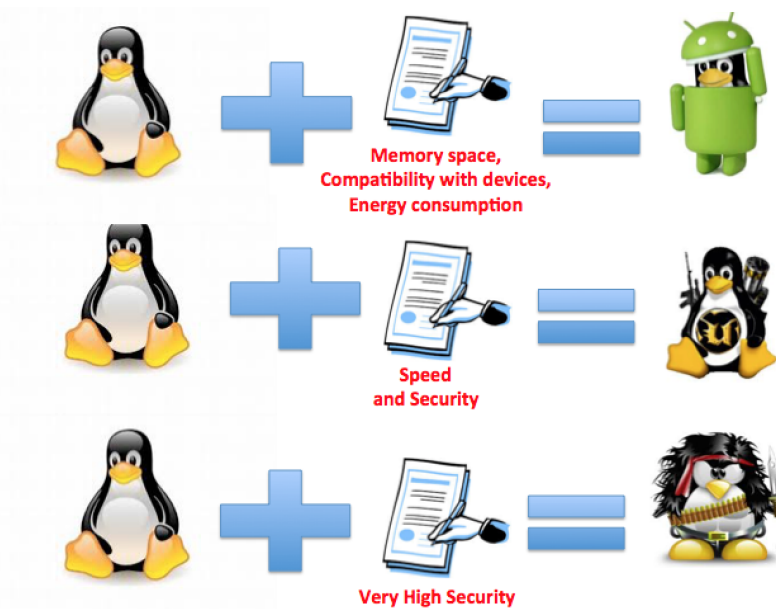 Memory space,
Compatibility with devices,
Energy consumption
Speed
and Security
Very High Security